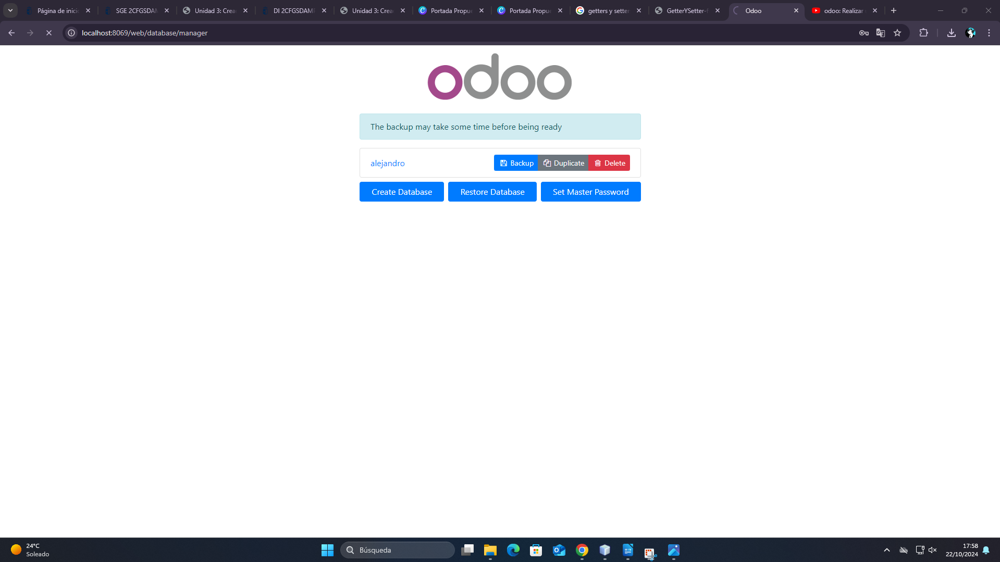 Página de inici
SGE 2CFGSDAM
Unidad 3: Crea
DI 2CFGSDAM
Unidad 3: Crea
Portada Propu
Portada Propu
getters y setter
GetterYSetter-
Odoo
odoo: Realizar
localhost:8069/web/database/manager
odoo
The backup may take some time before being ready
alejandro
Backup
Duplicate
Delete
Create Database
Restore Database
Set Master Password
24°C
Soleado
Búsqueda
17:58
22/10/2024